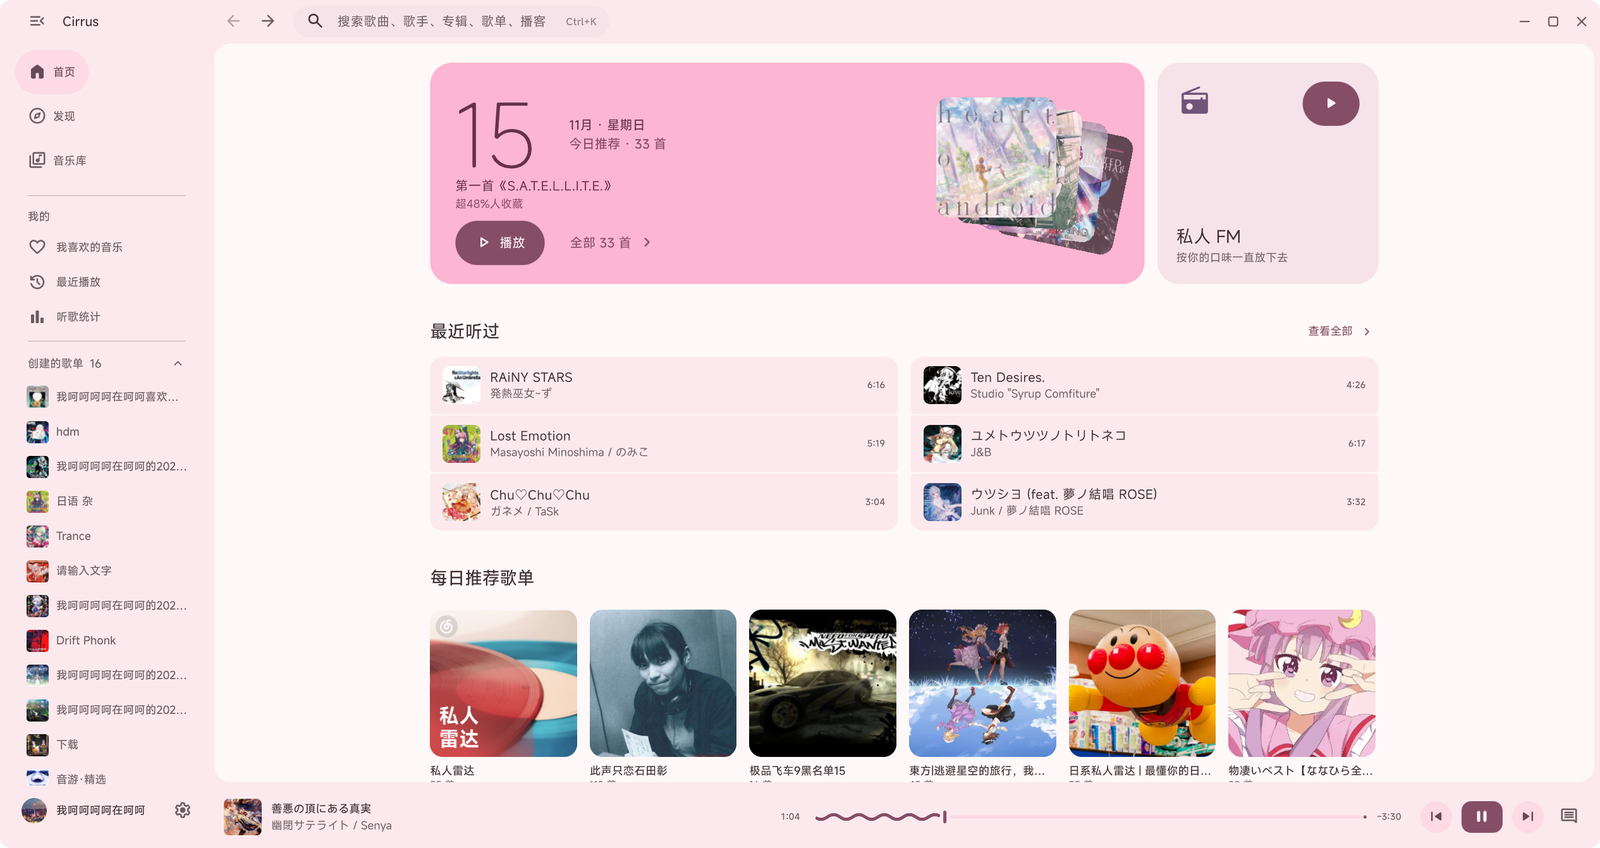 Cirrus
搜索歌曲、歌手、专辑、歌单、播客
Ctrl+K
首页
发现
音乐库
我的
我喜欢的音乐
最近播放
听歌统计
创建的歌单 16
我呵呵呵呵在呵呵喜欢...
hdm
我呵呵呵呵在呵呵的202...
日语 杂
Trance
请输入文字
我呵呵呵呵在呵呵的202...
Drift Phonk
我呵呵呵呵在呵呵的202...
我呵呵呵呵在呵呵的202...
下载
音游·精选
我呵呵呵呵在呵呵
15
11月 · 星期日
今日推荐 · 33 首
第一首《S.A.T.E.L.L.I.T.E.》
超48%人收藏
播放
全部 33 首
heart
of
android
私人 FM
按你的口味一直放下去
最近听过
查看全部
RAiNY STARS
発熱巫女~ず
6:16
Ten Desires.
Studio "Syrup Comfiture"
4:26
Lost Emotion
Masayoshi Minoshima / のみこ
5:19
ユメトウツツノトリトネコ
J&B
6:17
Chu♡Chu♡Chu
ガネメ / TaSk
3:04
ウツシヨ (feat. 夢ノ結唱 ROSE)
Junk / 夢ノ結唱 ROSE
3:32
每日推荐歌单
私人
雷达
NEED FOR SPEED
MOST WANTED
私人雷达
此声只恋石田彰
极品飞车9黑名单15
東方|逃避星空的旅行，我...
日系私人雷达 | 最懂你的日...
物凄いベスト【ななひら全...
善悪の頂にある真実
幽閉サテライト / Senya
1:04
-3:30